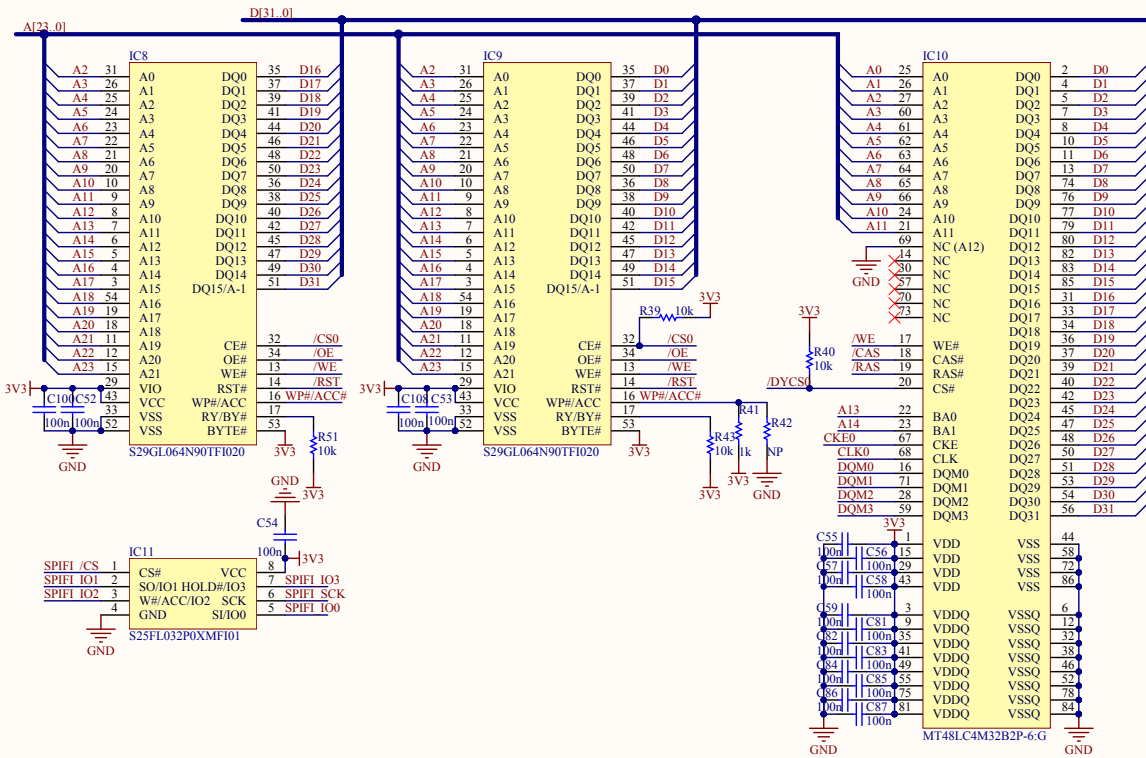 D[31..0]
A[23..0]
IC8
A2 31 A0 DQ0 35 D16
A3 26 A1 DQ1 37 D17
A4 25 A2 DQ2 39 D18
A5 24 A3 DQ3 41 D19
A6 23 A4 DQ4 44 D20
A7 22 A5 DQ5 46 D21
A8 21 A6 DQ6 48 D22
A9 20 A7 DQ7 50 D23
A10 10 A8 DQ8 36 D24
A11 9 A9 DQ9 38 D25
A12 8 A10 DQ10 40 D26
A13 7 A11 DQ11 42 D27
A14 6 A12 DQ12 45 D28
A15 5 A13 DQ13 47 D29
A16 4 A14 DQ14 49 D30
A17 3 A15 DQ15/A-1 51 D31
A18 54 A16
A19 19 A17
A20 18 A18
A21 11 A19 CE# 32 /CS0
A22 12 A20 OE# 34 /OE
A23 15 A21 WE# 13 /WE
3V3 29 VIO RST# 14 /RST
C100 C52 43 VCC WP#/ACC 16 WP#/ACC#
100n 100n 33 VSS RY/BY# 17
52 VSS BYTE# 53
GND
S29GL064N90TFI020
3V3
R51
10k
3V3
IC9
A2 31 A0 DQ0 35 D0
A3 26 A1 DQ1 37 D1
A4 25 A2 DQ2 39 D2
A5 24 A3 DQ3 41 D3
A6 23 A4 DQ4 44 D4
A7 22 A5 DQ5 46 D5
A8 21 A6 DQ6 48 D6
A9 20 A7 DQ7 50 D7
A10 10 A8 DQ8 36 D8
A11 9 A9 DQ9 38 D9
A12 8 A10 DQ10 40 D10
A13 7 A11 DQ11 42 D11
A14 6 A12 DQ12 45 D12
A15 5 A13 DQ13 47 D13
A16 4 A14 DQ14 49 D14
A17 3 A15 DQ15/A-1 51 D15
A18 54 A16
A19 19 A17
A20 18 A18
A21 11 A19 CE# 32 /CS0
A22 12 A20 OE# 34 /OE
A23 15 A21 WE# 13 /WE
3V3 29 VIO RST# 14 /RST
C108 C53 43 VCC WP#/ACC 16 WP#/ACC#
100n 100n 33 VSS RY/BY# 17
52 VSS BYTE# 53
GND
S29GL064N90TFI020
3V3
R39 10k
3V3
R43
10k
3V3
R41
1k
3V3
R42
NP
GND
IC10
A0 25 A0 DQ0 2 D0
A1 26 A1 DQ1 4 D1
A2 27 A2 DQ2 5 D2
A3 60 A3 DQ3 7 D3
A4 61 A4 DQ4 8 D4
A5 62 A5 DQ5 10 D5
A6 63 A6 DQ6 11 D6
A7 64 A7 DQ7 13 D7
A8 65 A8 DQ8 74 D8
A9 66 A9 DQ9 76 D9
A10 24 A10 DQ10 77 D10
A11 21 A11 DQ11 79 D11
69 NC (A12) DQ12 80 D12
14 NC DQ13 82 D13
30 NC DQ14 83 D14
57 NC DQ15 85 D15
70 NC DQ16 31 D16
73 NC DQ17 33 D17
GND
DQ18 34 D18
/WE 17 WE# DQ19 36 D19
/CAS 18 CAS# DQ20 37 D20
/RAS 19 RAS# DQ21 39 D21
/DYCS0 20 CS# DQ22 40 D22
3V3
R40
10k
DQ23 42 D23
A13 22 BA0 DQ24 45 D24
A14 23 BA1 DQ25 47 D25
CKE0 67 CKE DQ26 48 D26
CLK0 68 CLK DQ27 50 D27
DQM0 16 DQM0 DQ28 51 D28
DQM1 71 DQM1 DQ29 53 D29
DQM2 28 DQM2 DQ30 54 D30
DQM3 59 DQM3 DQ31 56 D31
3V3
C55 1 VDD VSS 44
100n C56 15 VDD VSS 58
C57 100n 29 VDD VSS 72
100n C58 43 VDD VSS 86
100n
C59 3 VDDQ VSSQ 6
100n C81 9 VDDQ VSSQ 12
C82 100n 35 VDDQ VSSQ 32
100n C83 41 VDDQ VSSQ 38
C84 100n 49 VDDQ VSSQ 46
100n C85 55 VDDQ VSSQ 52
C86 100n 75 VDDQ VSSQ 78
100n C87 81 VDDQ VSSQ 84
100n
GND
MT48LC4M32B2P-6:G
GND
GND
C54
100n
3V3
IC11
SPIFI_/CS 1 CS# VCC 8
SPIFI_IO1 2 SO/IO1 HOLD#/IO3 7 SPIFI_IO3
SPIFI_IO2 3 W#/ACC/IO2 SCK 6 SPIFI_SCK
4 GND SI/IO0 5 SPIFI_IO0
GND
S25FL032P0XMFI01